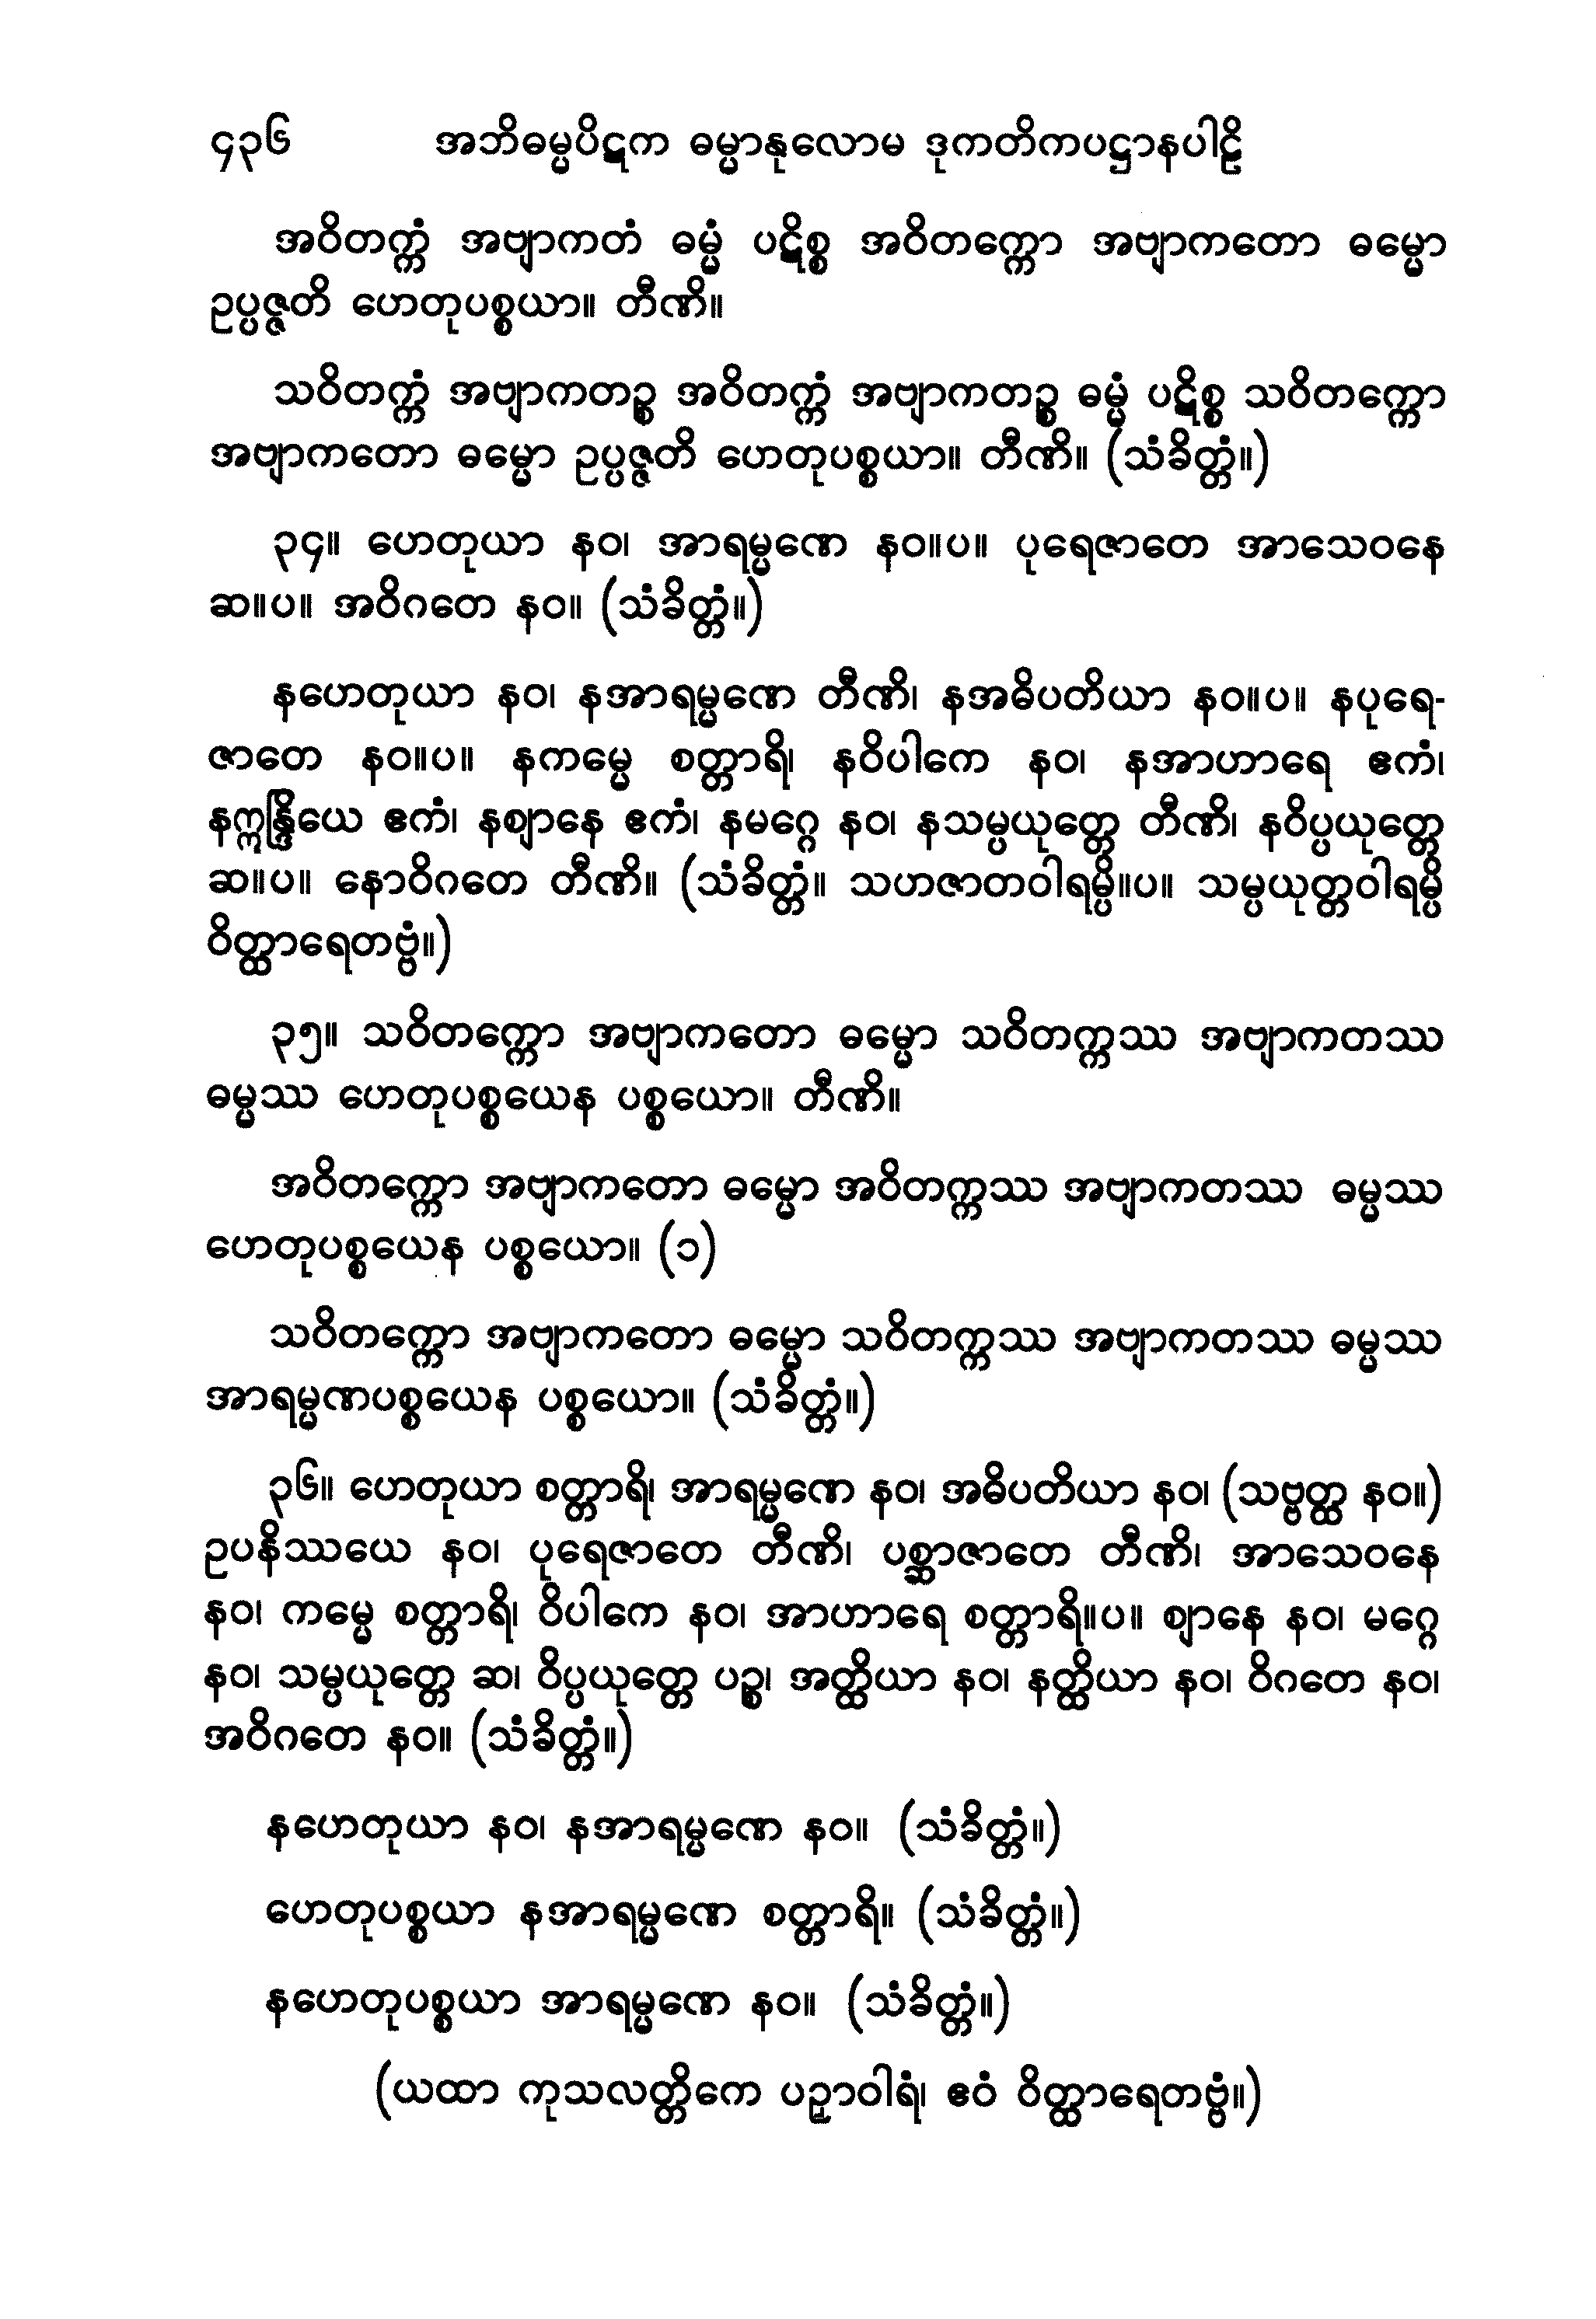 ၄၃၆ အဘိဓမ္မပိဋက ဓမ္မာနုလောမ ဒုကတိကပဋ္ဌာနပါဠိ
အဝိတက္ကံ အဗျာကတံ ဓမ္မံ ပဋိစ္စ အဝိတက္ကော အဗျာကတော ဓမ္မော
ဥပ္ပဇ္ဇတိ ဟေတုပစ္စယာ။ တီဏိ။
သဝိတက္ကံ အဗျာကတဉ္စ အဝိတက္ကံ အဗျာကတဉ္စ ဓမ္မံ ပဋိစ္စ သဝိတက္ကော
အဗျာကတော ဓမ္မော ဥပ္ပဇ္ဇတိ ဟေတုပစ္စယာ။ တီဏိ။ (သံခိတ္တံ။)
၃၄။ ဟေတုယာ နဝ၊ အာရမ္မဏေ နဝ။ပ။ ပုရေဇာတေ အာသေဝနေ
ဆ။ပ။ အဝိဂတေ နဝ။ (သံခိတ္တံ။)
နဟေတုယာ နဝ၊ နအာရမ္မဏေ တီဏိ၊ နအဓိပတိယာ နဝ။ပ။ နပုရေ-
ဇာတေ နဝ။ပ။ နကမ္မေ စတ္တာရိ၊ နဝိပါကေ နဝ၊ နအာဟာရေ ဧကံ၊
နဣန္ဒြိယေ ဧကံ၊ နဈာနေ ဧကံ၊ နမဂ္ဂေ နဝ၊ နသမ္ပယုတ္တေ တီဏိ၊ နဝိပ္ပယုတ္တေ
ဆ။ပ။ နောဝိဂတေ တီဏိ။ (သံခိတ္တံ။ သဟဇာတဝါရမ္ပိ။ပ။ သမ္ပယုတ္တဝါရမ္ပိ
ဝိတ္ထာရေတဗ္ဗံ။)
၃၅။ သဝိတက္ကော အဗျာကတော ဓမ္မော သဝိတက္ကဿ အဗျာကတဿ
ဓမ္မဿ ဟေတုပစ္စယေန ပစ္စယော။ တီဏိ။
အဝိတက္ကော အဗျာကတော ဓမ္မော အဝိတက္ကဿ အဗျာကတဿ ဓမ္မဿ
ဟေတုပစ္စယေန ပစ္စယော။ (၁)
သဝိတက္ကော အဗျာကတော ဓမ္မော သဝိတက္ကဿ အဗျာကတဿ ဓမ္မဿ
အာရမ္မဏပစ္စယေန ပစ္စယော။ (သံခိတ္တံ။)
၃၆။ ဟေတုယာ စတ္တာရိ၊ အာရမ္မဏေ နဝ၊ အဓိပတိယာ နဝ၊ (သဗ္ဗတ္ထ နဝ။)
ဥပနိဿယေ နဝ၊ ပုရေဇာတေ တီဏိ၊ ပစ္ဆာဇာတေ တီဏိ၊ အာသေဝနေ
နဝ၊ ကမ္မေ စတ္တာရိ၊ ဝိပါကေ နဝ၊ အာဟာရေ စတ္တာရိ။ပ။ ဈာနေ နဝ၊ မဂ္ဂေ
နဝ၊ သမ္ပယုတ္တေ ဆ၊ ဝိပ္ပယုတ္တေ ပဉ္စ၊ အတ္ထိယာ နဝ၊ နတ္ထိယာ နဝ၊ ဝိဂတေ နဝ၊
အဝိဂတေ နဝ။ (သံခိတ္တံ။)
နဟေတုယာ နဝ၊ နအာရမ္မဏေ နဝ။ (သံခိတ္တံ။)
ဟေတုပစ္စယာ နအာရမ္မဏေ စတ္တာရိ။ (သံခိတ္တံ။)
နဟေတုပစ္စယာ အာရမ္မဏေ နဝ။ (သံခိတ္တံ။)
(ယထာ ကုသလတ္တိကေ ပဉှာဝါရံ၊ ဧဝံ ဝိတ္ထာရေတဗ္ဗံ။)